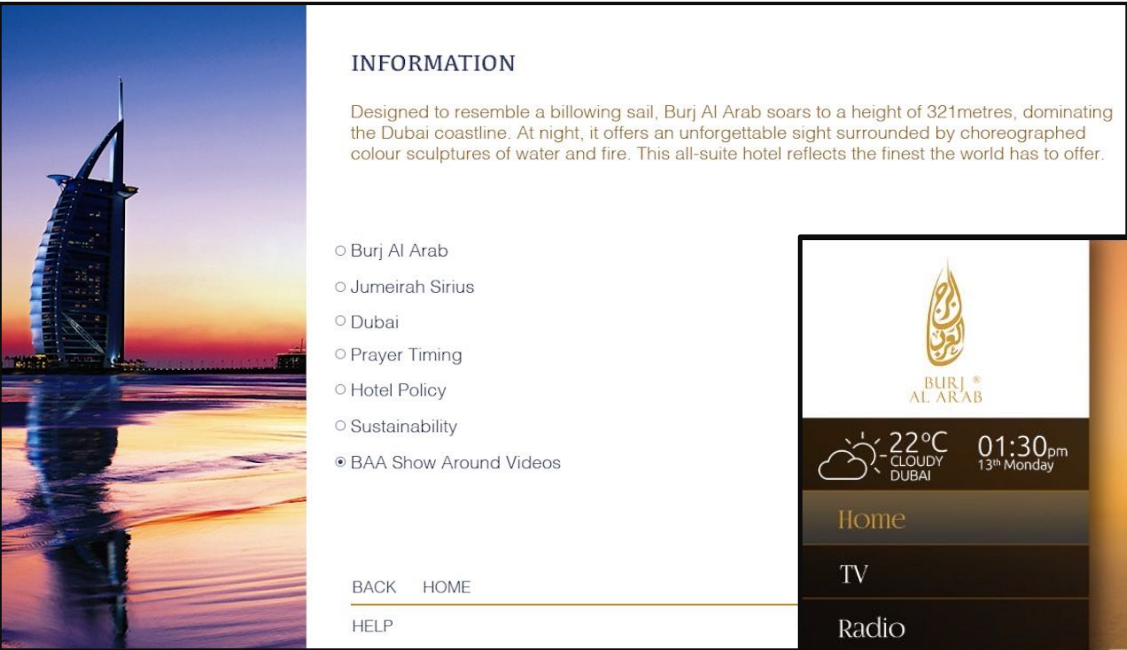 INFORMATION
Designed to resemble a billowing sail, Burj Al Arab soars to a height of 321metres, dominating
the Dubai coastline. At night, it offers an unforgettable sight surrounded by choreographed
colour sculptures of water and fire. This all-suite hotel reflects the finest the world has to offer.
Burj Al Arab
Jumeirah Sirius
Dubai
Prayer Timing
Hotel Policy
Sustainability
BAA Show Around Videos
BACK HOME
HELP
برج العرب
BURJ ®
AL ARAB
22°C
CLOUDY
DUBAI
01:30pm
13th Monday
Home
TV
Radio